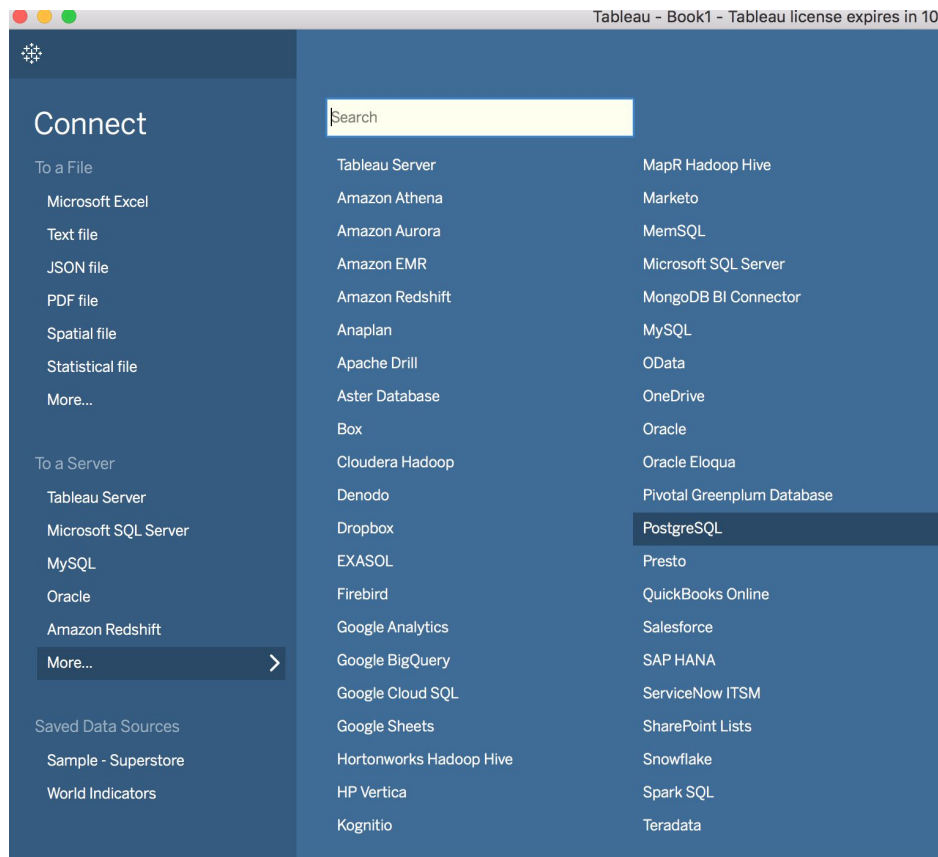 Tableau - Book1 - Tableau license expires in 10
Connect
To a File
Microsoft Excel
Text file
JSON file
PDF file
Spatial file
Statistical file
More...
To a Server
Tableau Server
Microsoft SQL Server
MySQL
Oracle
Amazon Redshift
More...
Saved Data Sources
Sample - Superstore
World Indicators
Search
Tableau Server
Amazon Athena
Amazon Aurora
Amazon EMR
Amazon Redshift
Anaplan
Apache Drill
Aster Database
Box
Cloudera Hadoop
Denodo
Dropbox
EXASOL
Firebird
Google Analytics
Google BigQuery
Google Cloud SQL
Google Sheets
Hortonworks Hadoop Hive
HP Vertica
Kognitio
MapR Hadoop Hive
Marketo
MemSQL
Microsoft SQL Server
MongoDB BI Connector
MySQL
OData
OneDrive
Oracle
Oracle Eloqua
Pivotal Greenplum Database
PostgreSQL
Presto
QuickBooks Online
Salesforce
SAP HANA
ServiceNow ITSM
SharePoint Lists
Snowflake
Spark SQL
Teradata